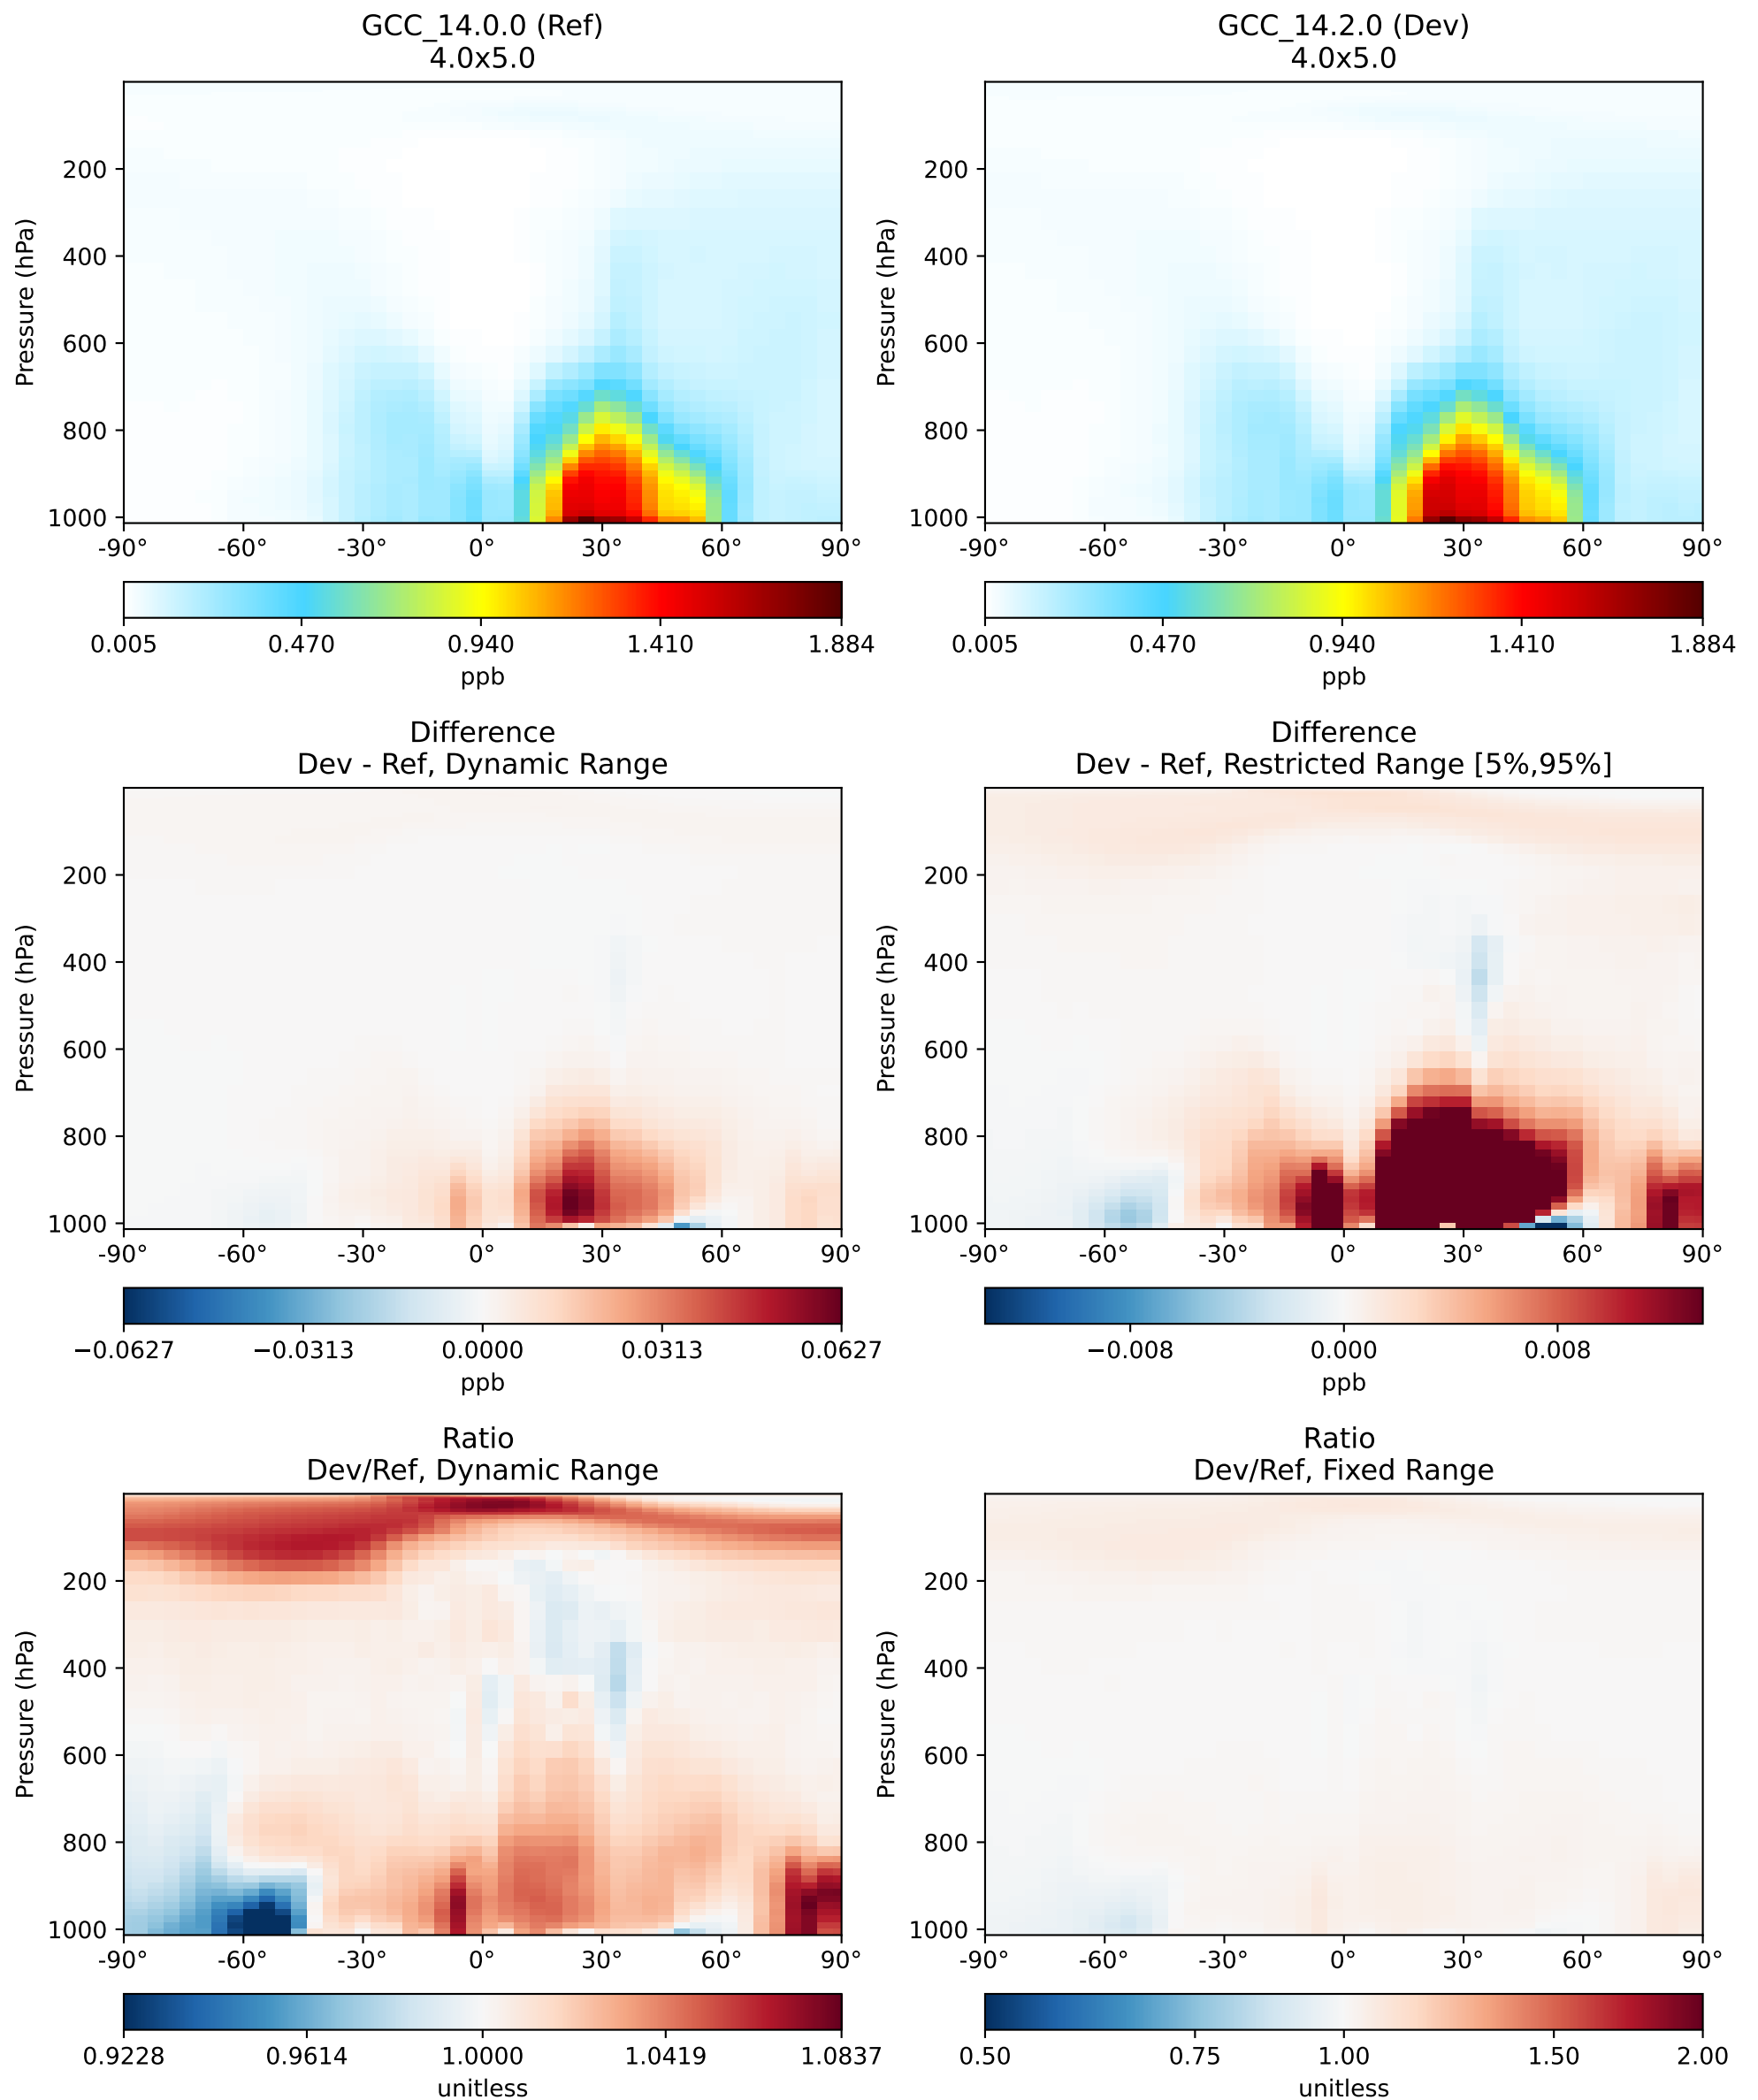 GCC_14.0.0 (Ref)
4.0x5.0
GCC_14.2.0 (Dev)
4.0x5.0
Pressure (hPa)
200
400
600
800
1000
-90° -60° -30° 0° 30° 60° 90°
Pressure (hPa)
200
400
600
800
1000
-90° -60° -30° 0° 30° 60° 90°
0.005 0.470 0.940 1.410 1.884
ppb
0.005 0.470 0.940 1.410 1.884
ppb
Difference
Dev - Ref, Dynamic Range
Difference
Dev - Ref, Restricted Range [5%,95%]
Pressure (hPa)
200
400
600
800
1000
-90° -60° -30° 0° 30° 60° 90°
Pressure (hPa)
200
400
600
800
1000
-90° -60° -30° 0° 30° 60° 90°
−0.0627 −0.0313 0.0000 0.0313 0.0627
ppb
−0.008 0.000 0.008
ppb
Ratio
Dev/Ref, Dynamic Range
Ratio
Dev/Ref, Fixed Range
Pressure (hPa)
200
400
600
800
1000
-90° -60° -30° 0° 30° 60° 90°
Pressure (hPa)
200
400
600
800
1000
-90° -60° -30° 0° 30° 60° 90°
0.9228 0.9614 1.0000 1.0419 1.0837
unitless
0.50 0.75 1.00 1.50 2.00
unitless